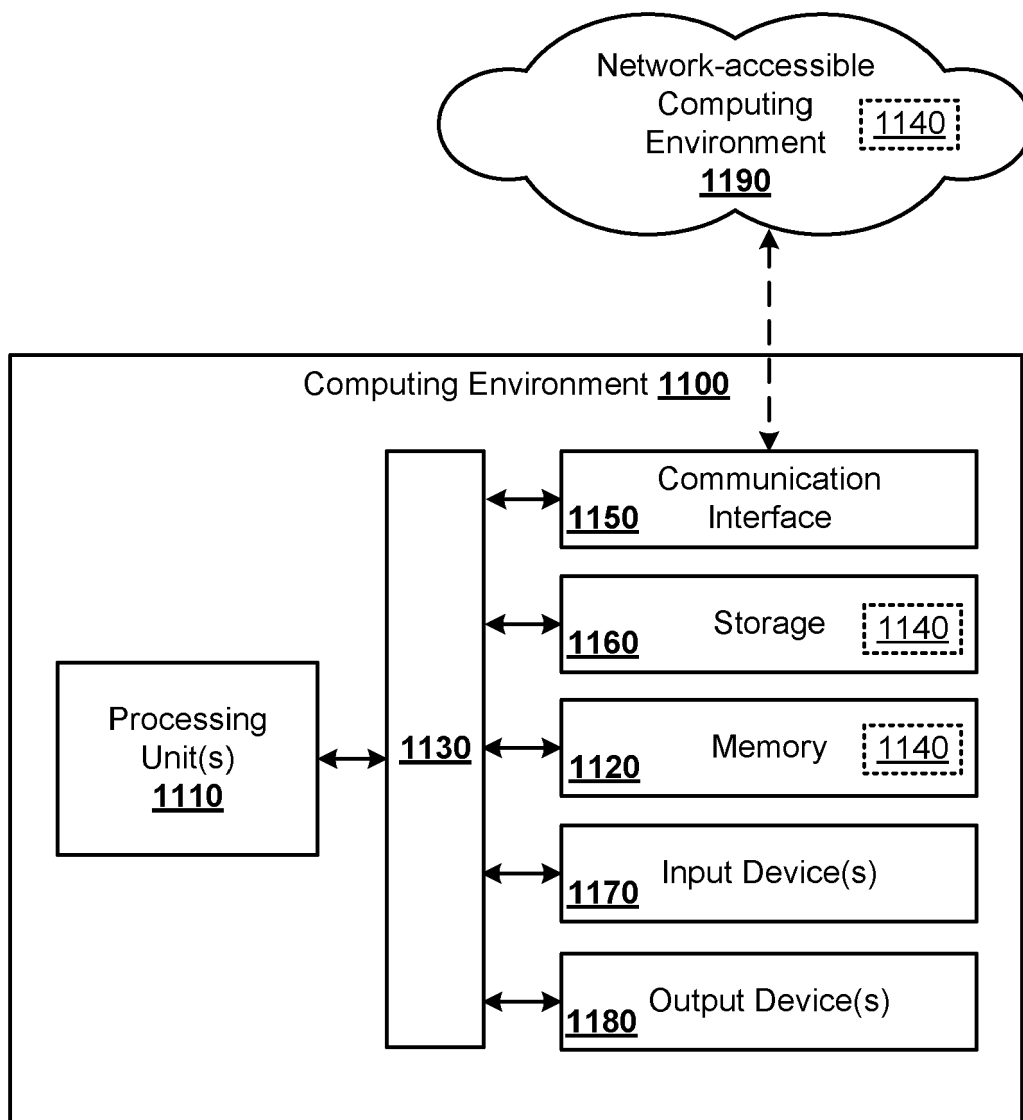 Network-accessible
Computing
1140
Environment
1190
Computing Environment 1100
Communication
Interface
1150
Storage
1160
1140
Processing
Unit(s)
1110
1130
Memory
1120
1140
Input Device(s)
1170
Output Device(s)
1180